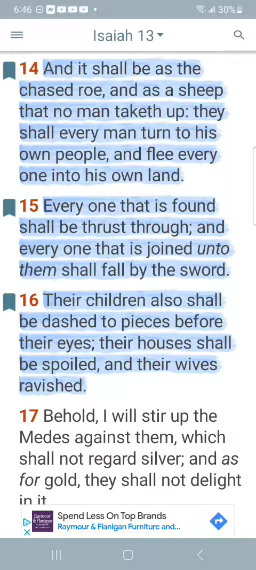 6:46
30%
Isaiah 13
14 And it shall be as the
chased roe, and as a sheep
that no man taketh up: they
shall every man turn to his
own people, and flee every
one into his own land.
15 Every one that is found
shall be thrust through; and
every one that is joined unto
them shall fall by the sword.
16 Their children also shall
be dashed to pieces before
their eyes; their houses shall
be spoiled, and their wives
ravished.
17 Behold, I will stir up the
Medes against them, which
shall not regard silver; and as
for gold, they shall not delight
in it.
Spend Less On Top Brands
Raymour & Flanigan Furniture and...